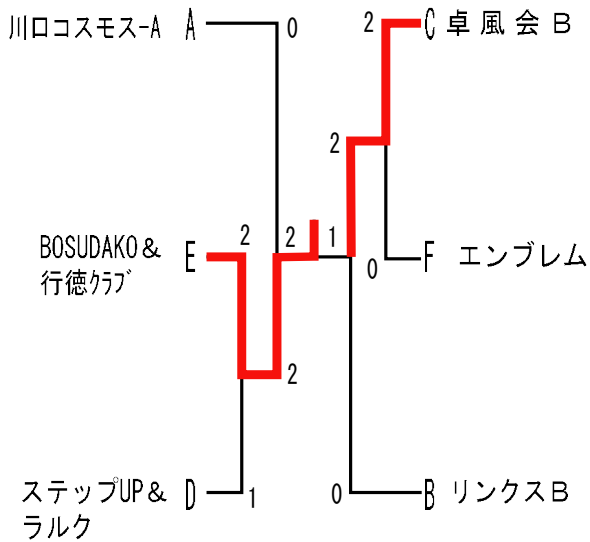 川口コスモス-A A 0 2 C 卓風会B
2
BOSUDAKO&
行徳クラブ E 2 2 1 0 F エンブレム
2
ステップUP&
ラルク D 1 0 B リンクスB